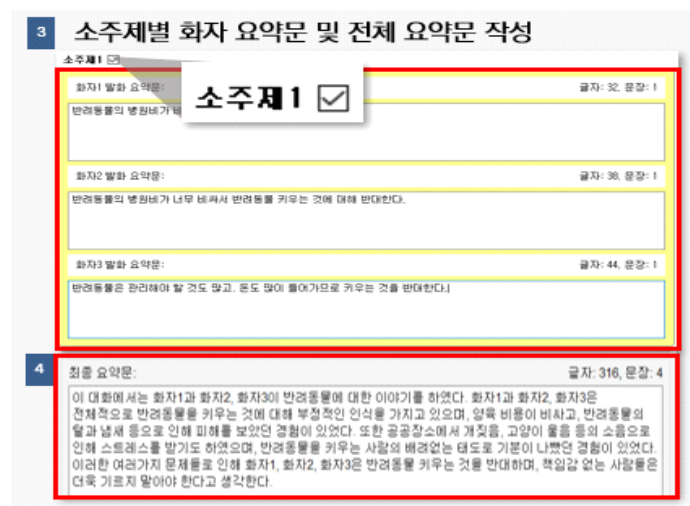 3 소주제별 화자 요약문 및 전체 요약문 작성
소주제1
소주제1
화자1 발화 요약문: 글자: 32, 문장: 1
반려동물의 병원비가
화자2 발화 요약문: 글자: 38, 문장: 1
반려동물의 병원비가 너무 비싸서 반려동물 키우는 것에 대해 반대한다.
화자3 발화 요약문: 글자: 44, 문장: 1
반려동물은 관리해야 할 것도 많고. 돈도 많이 들어가므로 키우는 것을 반대한다.
4 최종 요약문: 글자: 316, 문장: 4
이 대화에서는 화자1과 화자2, 화자3이 반려동물에 대한 이야기를 하였다. 화자1과 화자2, 화자3은
전체적으로 반려동물을 키우는 것에 대해 부정적인 인식을 가지고 있으며, 양육 비용이 비싸고, 반려동물의
털과 냄새 등으로 인해 피해를 보았던 경험이 있었다. 또한 공공장소에서 개짖음, 고양이 울음 등의 소음으로
인해 스트레스를 받기도 하였으며, 반려동물을 키우는 사람의 배려없는 태도로 기분이 나빴던 경험이 있었다.
이러한 여러가지 문제들로 인해 화자1, 화자2, 화자3은 반려동물 키우는 것을 반대하며, 책임감 없는 사람들은
더욱 기르지 말아야 한다고 생각한다.